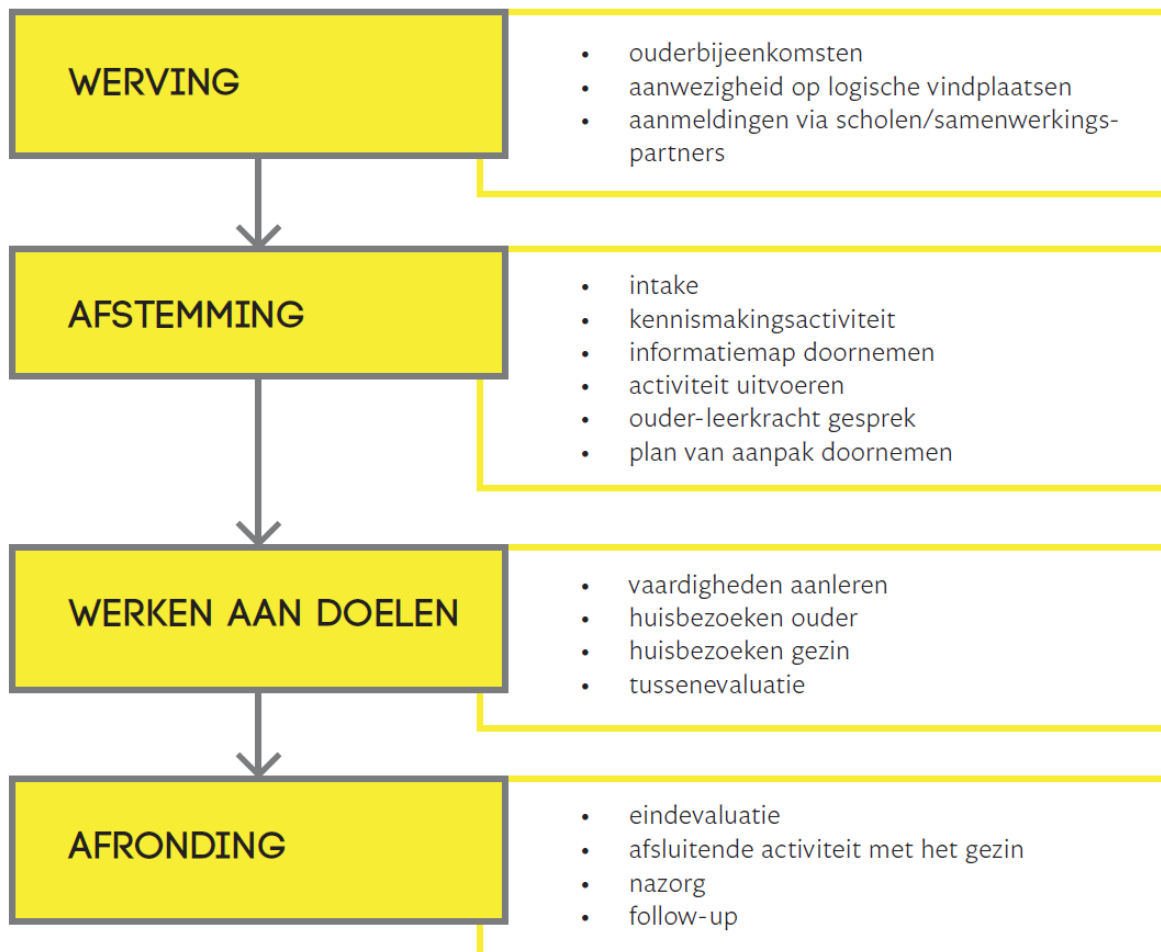 WERVING
• ouderbijeenkomsten
• aanwezigheid op logische vindplaatsen
• aanmeldingen via scholen/samenwerkings-
partners
AFSTEMMING
• intake
• kennismakingsactiviteit
• informatiemap doornemen
• activiteit uitvoeren
• ouder-leerkracht gesprek
• plan van aanpak doornemen
WERKEN AAN DOELEN
• vaardigheden aanleren
• huisbezoeken ouder
• huisbezoeken gezin
• tussenevaluatie
AFRONDING
• eindevaluatie
• afsluitende activiteit met het gezin
• nazorg
• follow-up